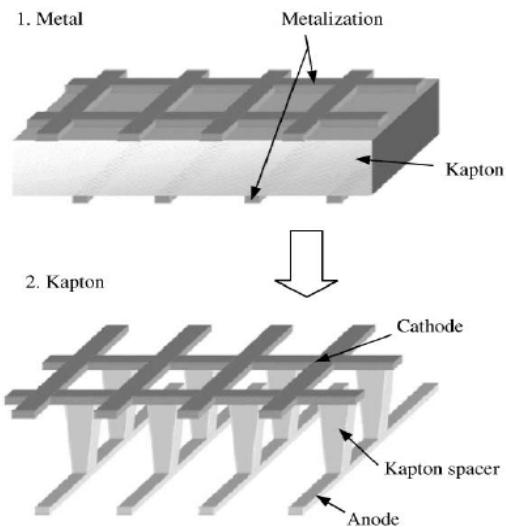 1. Metal
Metalization
Kapton
2. Kapton
Cathode
Kapton spacer
Anode